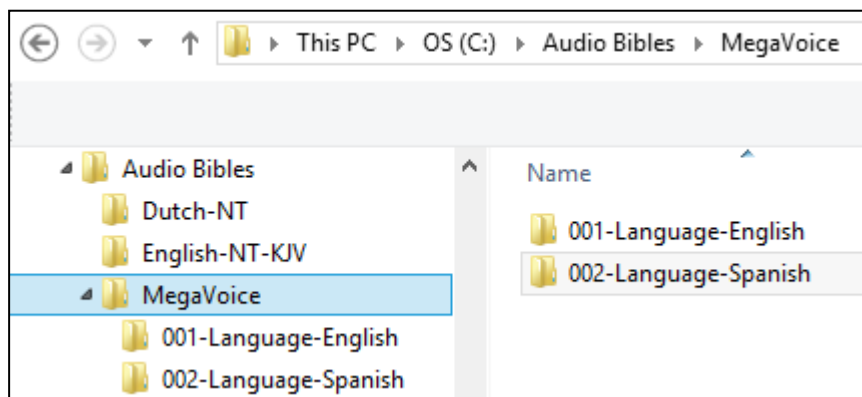 This PC OS (C:) Audio Bibles MegaVoice
Audio Bibles
Dutch-NT
English-NT-KJV
MegaVoice
001-Language-English
002-Language-Spanish
Name
001-Language-English
002-Language-Spanish